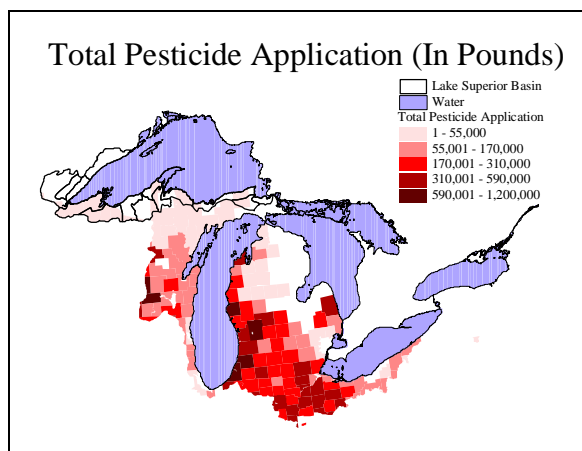 Total Pesticide Application (In Pounds)
Lake Superior Basin
Water
Total Pesticide Application
1 - 55,000
55,001 - 170,000
170,001 - 310,000
310,001 - 590,000
590,001 - 1,200,000